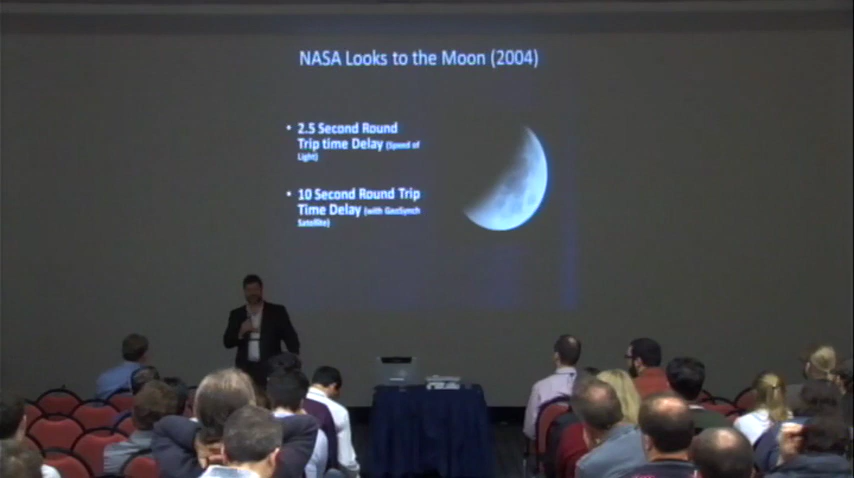 NASA Looks to the Moon (2004)
• 2.5 Second Round
Trip time Delay (Speed of
Light)
• 10 Second Round Trip
Time Delay (with GeoSynch
Satellite)